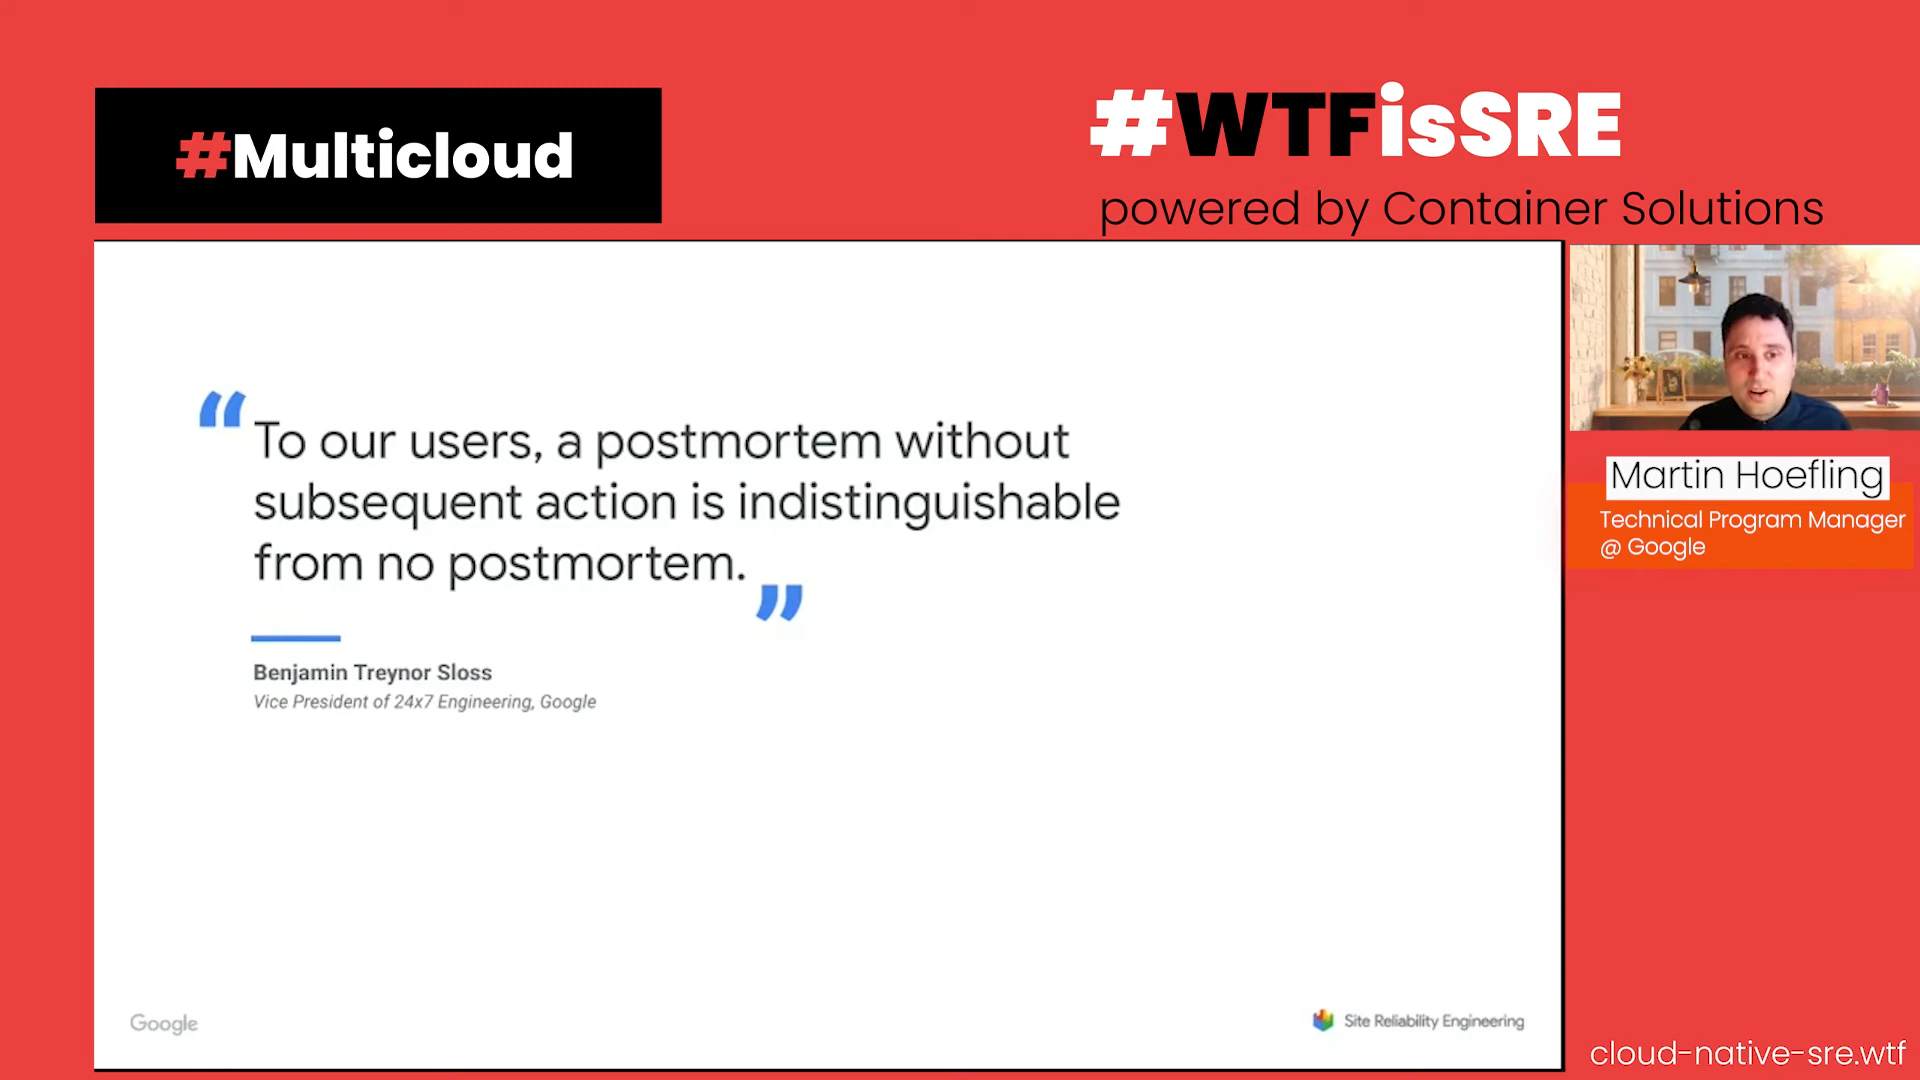 #Multicloud
#WTFisSRE
powered by Container Solutions
“To our users, a postmortem without
subsequent action is indistinguishable
from no postmortem.”
Benjamin Treynor Sloss
Vice President of 24x7 Engineering, Google
Google
Site Reliability Engineering
Martin Hoefling
Technical Program Manager
@ Google
cloud-native-sre.wtf